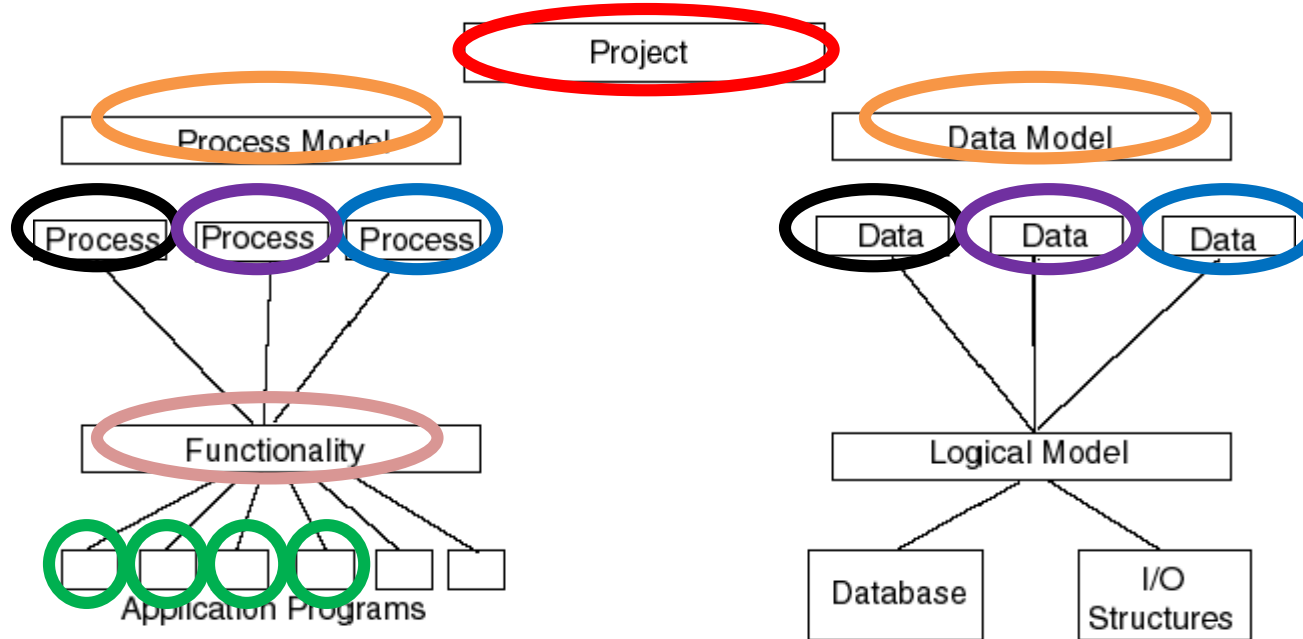 Project
Process Model
Data Model
Process
Process
Process
Data
Data
Data
Functionality
Logical Model
Application Programs
Database
I/O
Structures